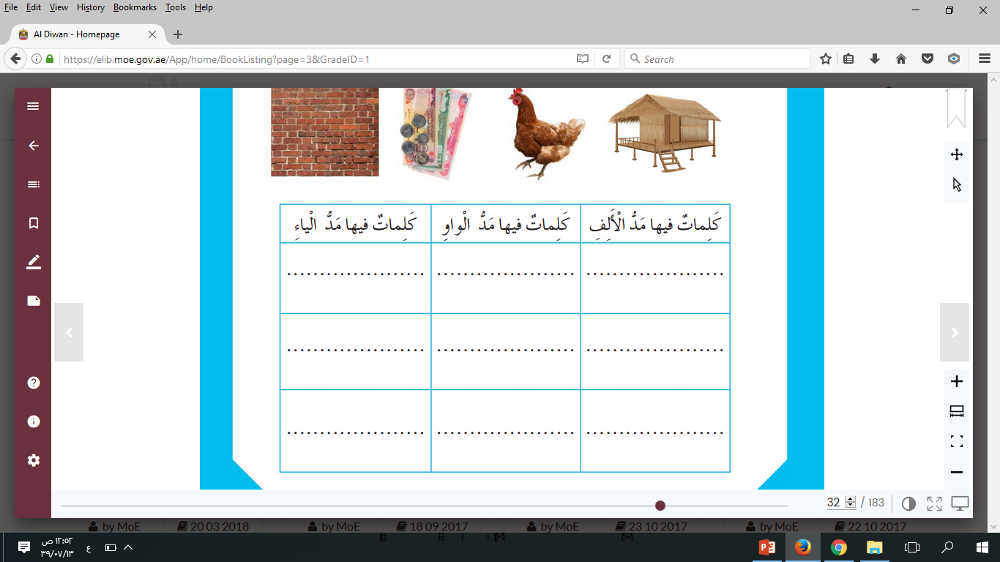 File Edit View History Bookmarks Tools Help
Al Diwan - Homepage
https://elib.moe.gov.ae/App/home/BookListing?page=3&GradeID=1
Search
كَلِماتٌ فيها مَدُّ الْأَلِفِ كَلِماتٌ فيها مَدُّ الْواوِ كَلِماتٌ فيها مَدُّ الْياءِ
..................... ..................... .....................
..................... ..................... .....................
..................... ..................... .....................
32 / 183
by MoE 20 03 2018 by MoE 18 09 2017 by MoE 23 10 2017 by MoE 22 10 2017
١٢:٥٢ ص
ع
٣٩/٠٧/١٣